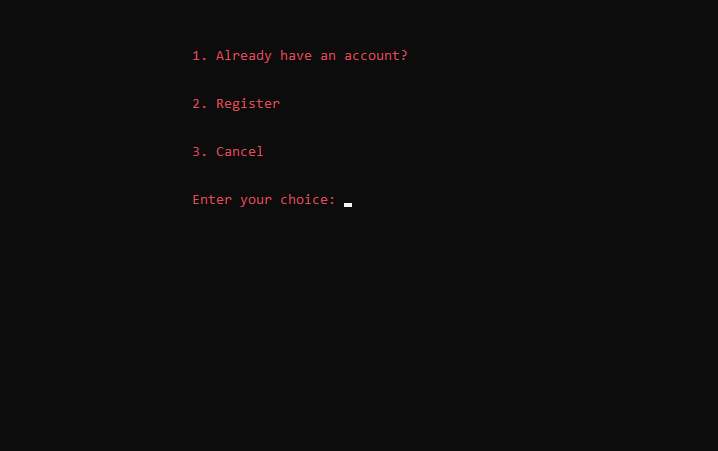 1. Already have an account?
2. Register
3. Cancel
Enter your choice: